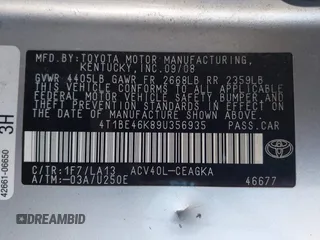 MFD.BY:TOYOTA MOTOR MANUFACTURING,
KENTUCKY,INC.09/08
GVWR 4405LB GAWR FR 2668LB RR 2359LB
THIS VEHICLE CONFORMS TO ALL APPLICABLE
FEDERAL MOTOR VEHICLE SAFETY, BUMPER, AND
THEFT PREVENTION STANDARDS IN EFFECT ON
THE DATE OF MANUFACTURE SHOWN ABOVE.
4T1BE46K89U356935 PASS.CAR
C/TR:1F7/LA13 ACV40L-CEAGKA
A/TM:-03A/U250E
46677
TOYOTA
3H
42661-06650
DREAMBID.COM